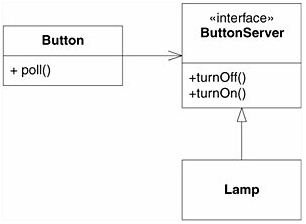 Button
+ poll()
«interface»
ButtonServer
+turnOff()
+turnOn()
Lamp